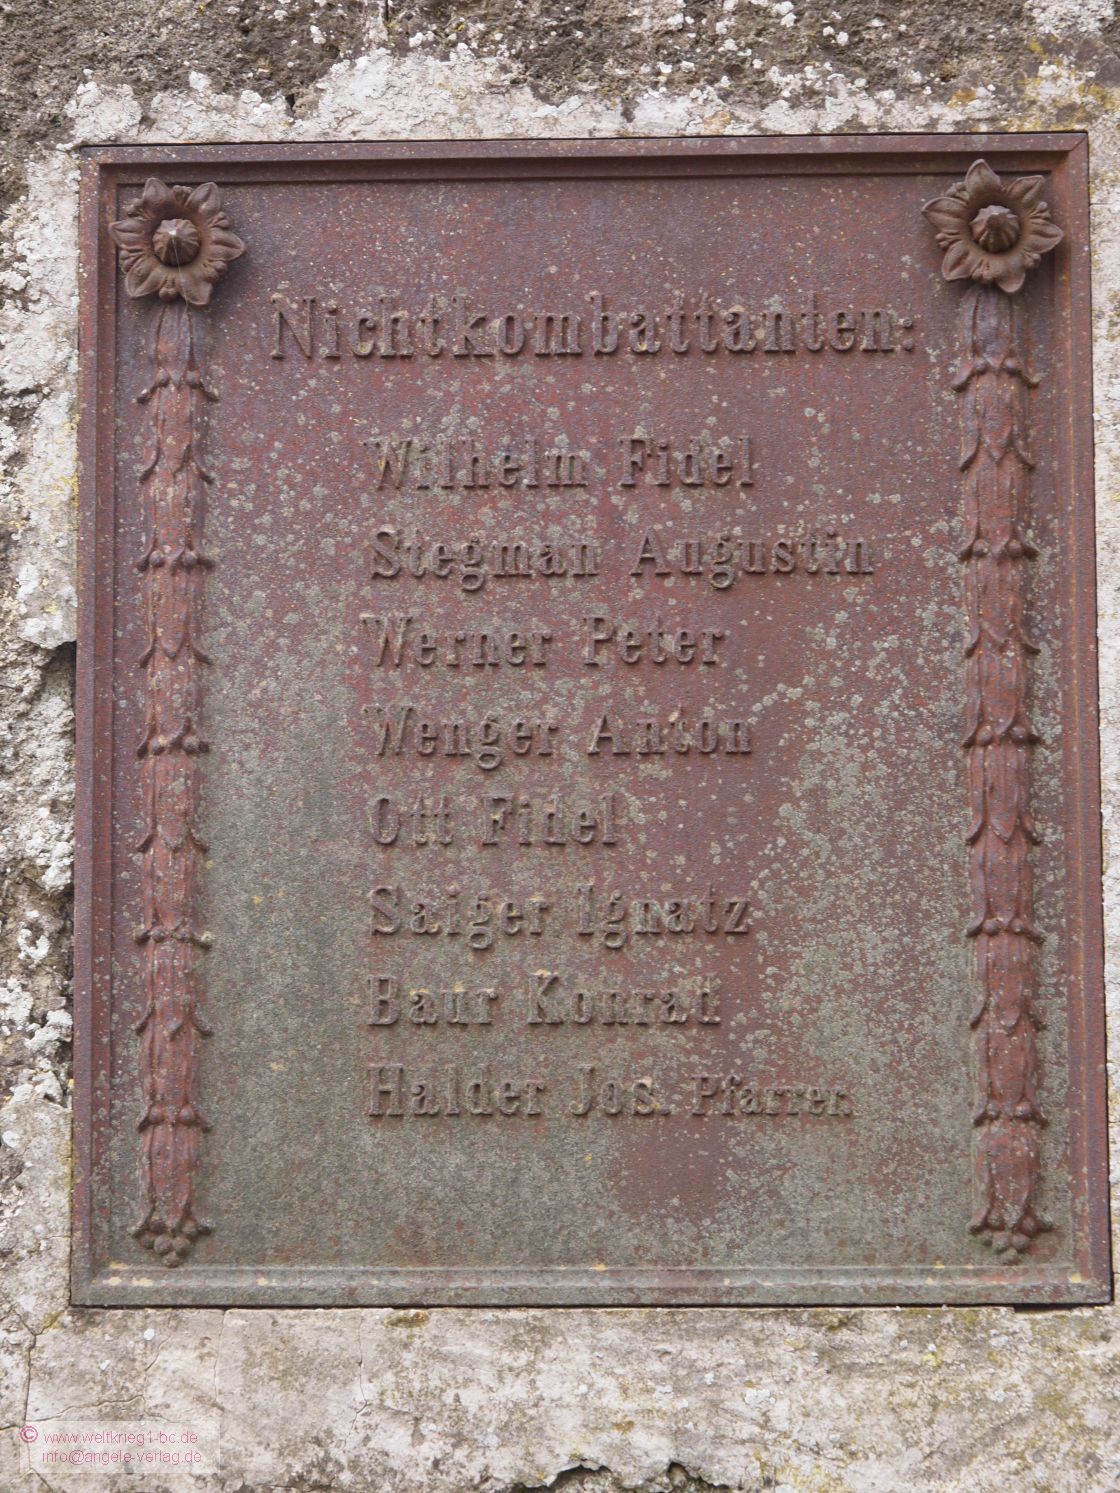 Nichtkombattanten:
Wilhelm Fidel
Stegman Augustin
Werner Peter
Wenger Anton
Ott Fidel
Saiger Ignatz
Baur Konrad
Halder Jos. Pfarrer.
© www.weltkrieg1-bc.de
info@angele-verlag.de